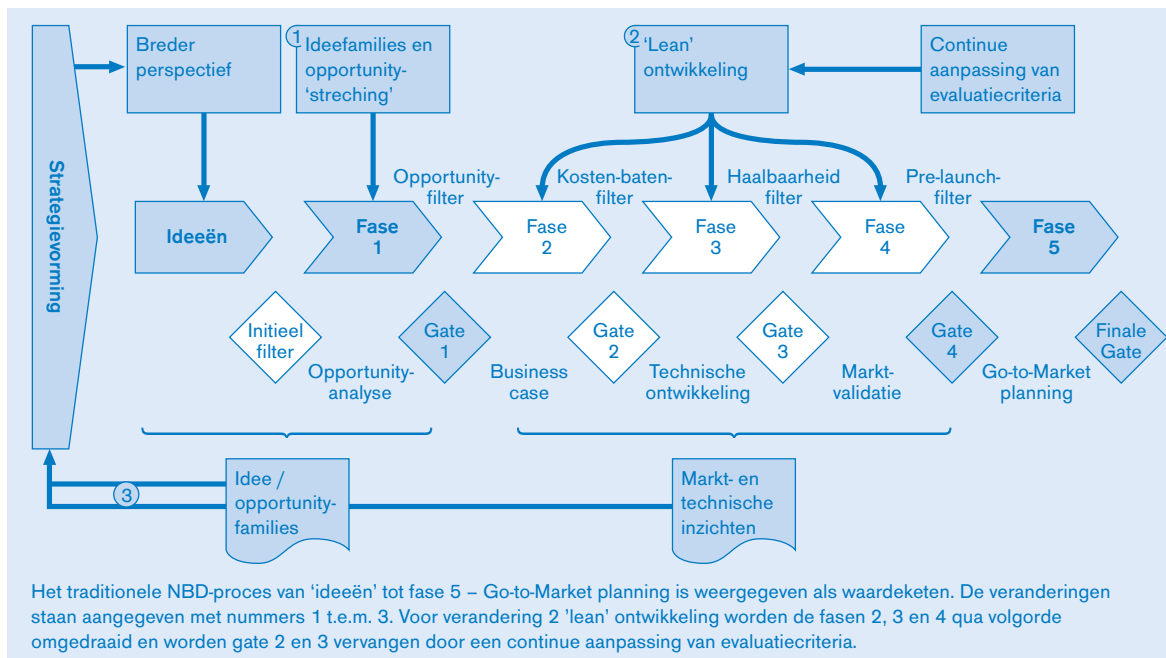 Breder
perspectief
1
Ideefamilies en
opportunity-
'streching'
2
'Lean'
ontwikkeling
Continue
aanpassing van
evaluatiecriteria
Strategievorming
Opportunity-
filter
Kosten-baten-
filter
Haalbaarheid
filter
Pre-launch-
filter
Ideeën
Fase
1
Fase
2
Fase
3
Fase
4
Fase
5
Initieel
filter
Gate
1
Gate
2
Gate
3
Gate
4
Finale
Gate
Opportunity-
analyse
Business
case
Technische
ontwikkeling
Markt-
validatie
Go-to-Market
planning
3
Idee /
opportunity-
families
Markt- en
technische
inzichten
Het traditionele NBD-proces van 'ideeën' tot fase 5 – Go-to-Market planning is weergegeven als waardeketen. De veranderingen
staan aangegeven met nummers 1 t.e.m. 3. Voor verandering 2 'lean' ontwikkeling worden de fasen 2, 3 en 4 qua volgorde
omgedraaid en worden gate 2 en 3 vervangen door een continue aanpassing van evaluatiecriteria.